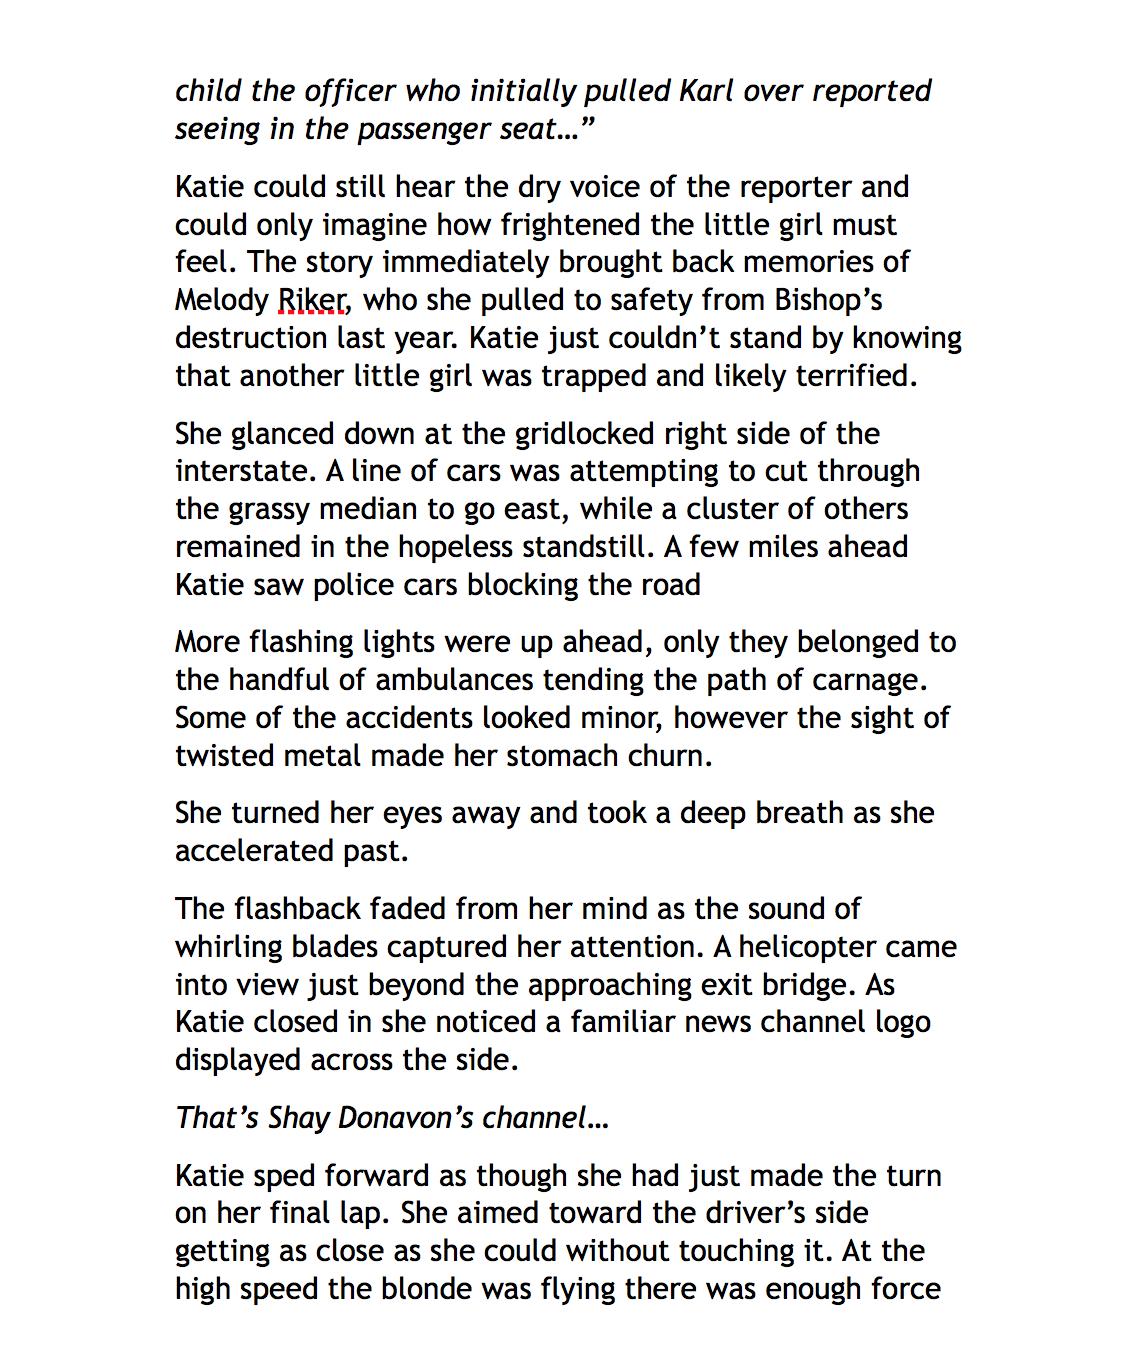 child the officer who initially pulled Karl over reported
seeing in the passenger seat…”
Katie could still hear the dry voice of the reporter and
could only imagine how frightened the little girl must
feel. The story immediately brought back memories of
Melody Riker, who she pulled to safety from Bishop’s
destruction last year. Katie just couldn’t stand by knowing
that another little girl was trapped and likely terrified.
She glanced down at the gridlocked right side of the
interstate. A line of cars was attempting to cut through
the grassy median to go east, while a cluster of others
remained in the hopeless standstill. A few miles ahead
Katie saw police cars blocking the road
More flashing lights were up ahead, only they belonged to
the handful of ambulances tending the path of carnage.
Some of the accidents looked minor, however the sight of
twisted metal made her stomach churn.
She turned her eyes away and took a deep breath as she
accelerated past.
The flashback faded from her mind as the sound of
whirling blades captured her attention. A helicopter came
into view just beyond the approaching exit bridge. As
Katie closed in she noticed a familiar news channel logo
displayed across the side.
That’s Shay Donavon’s channel…
Katie sped forward as though she had just made the turn
on her final lap. She aimed toward the driver’s side
getting as close as she could without touching it. At the
high speed the blonde was flying there was enough force